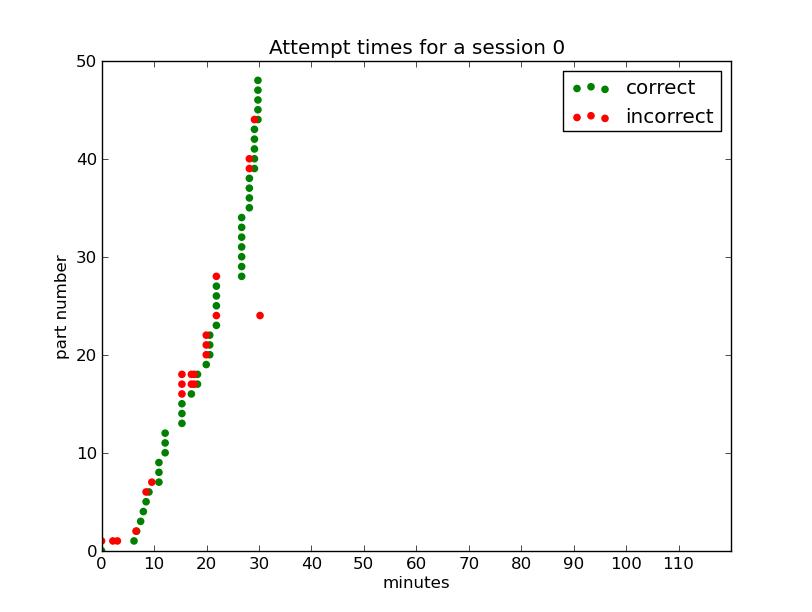 Attempt times for a session 0
correct
incorrect
50
40
30
20
10
0
part number
0 10 20 30 40 50 60 70 80 90 100 110
minutes